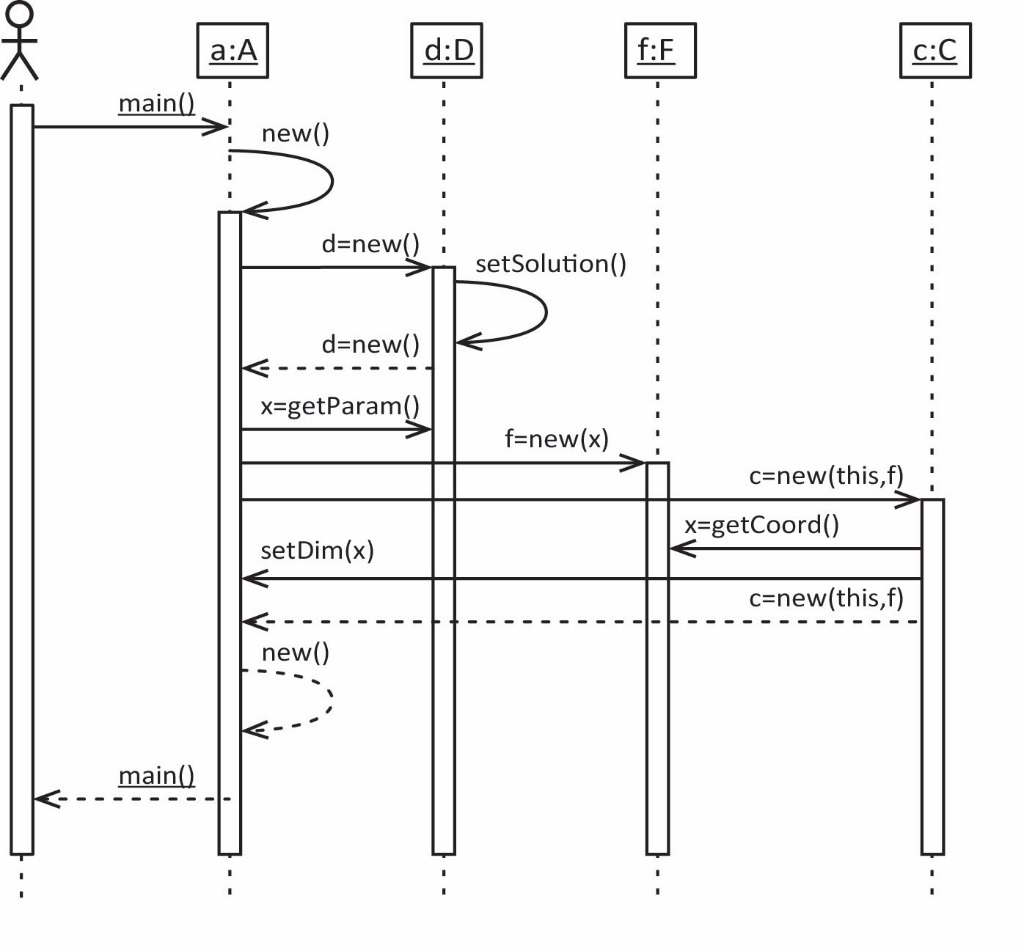 a:A
d:D
f:F
c:C
main()
new()
d=new()
setSolution()
d=new()
x=getParam()
f=new(x)
c=new(this,f)
x=getCoord()
setDim(x)
c=new(this,f)
new()
main()